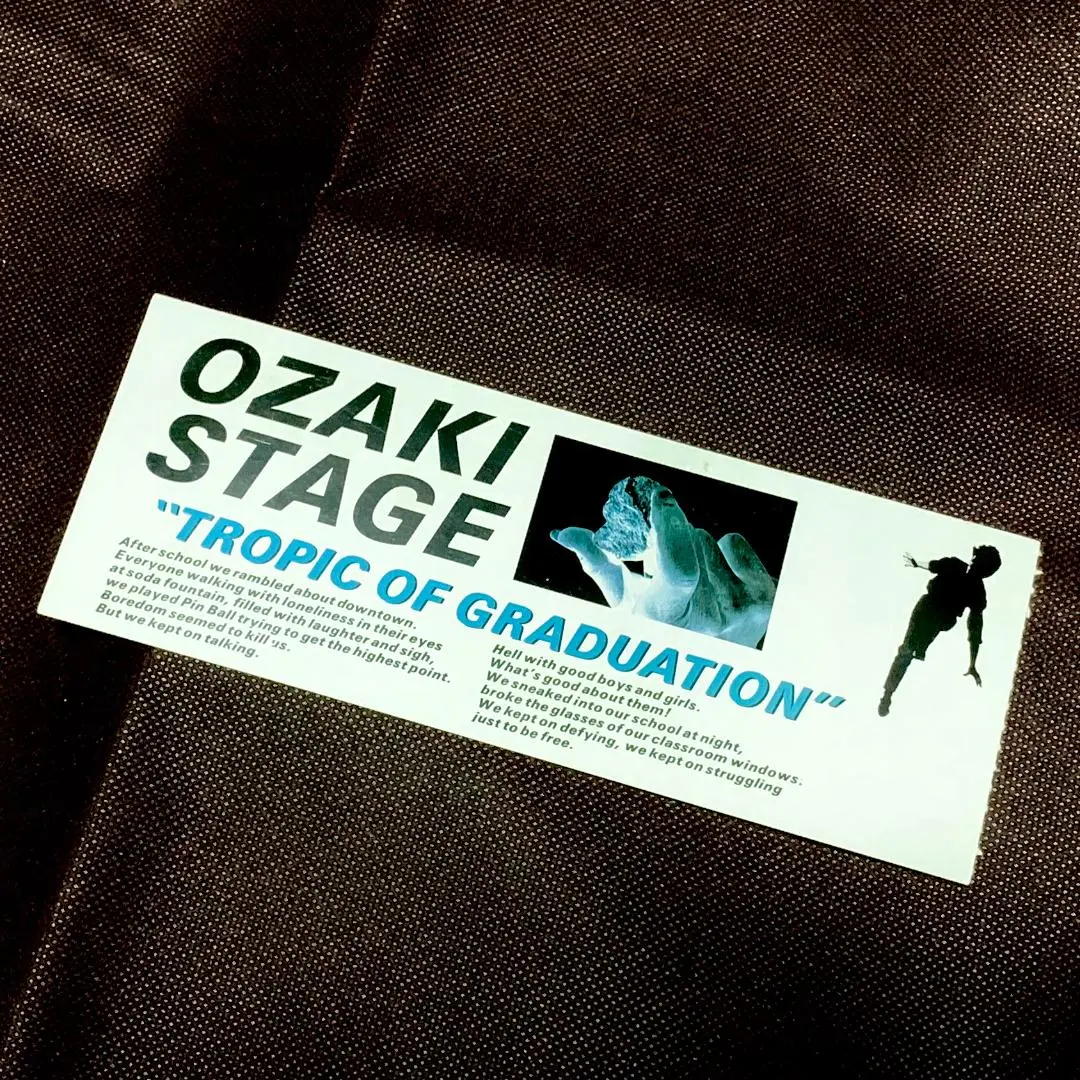 OZAKI
STAGE
"TROPIC OF GRADUATION"
After school we rambled about downtown.
Everyone walking with loneliness in their eyes
at soda fountain, filled with laughter and sigh,
we played Pin Ball trying to get the highest point.
Boredom seemed to kill us.
But we kept on talking.
Hell with good boys and girls.
What's good about them!
We sneaked into our school at night,
broke the glasses of our classroom windows.
We kept on defying, we kept on struggling
just to be free.